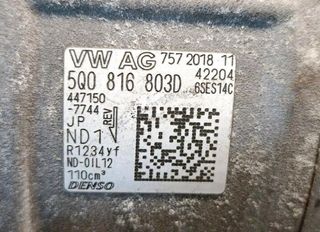 VW AG 757 2018 11
5Q0 816 803D 42204
6SES14C
447150
-7744
JP REV
ND1
R1234yf
ND-OIL12
110cm³
DENSO